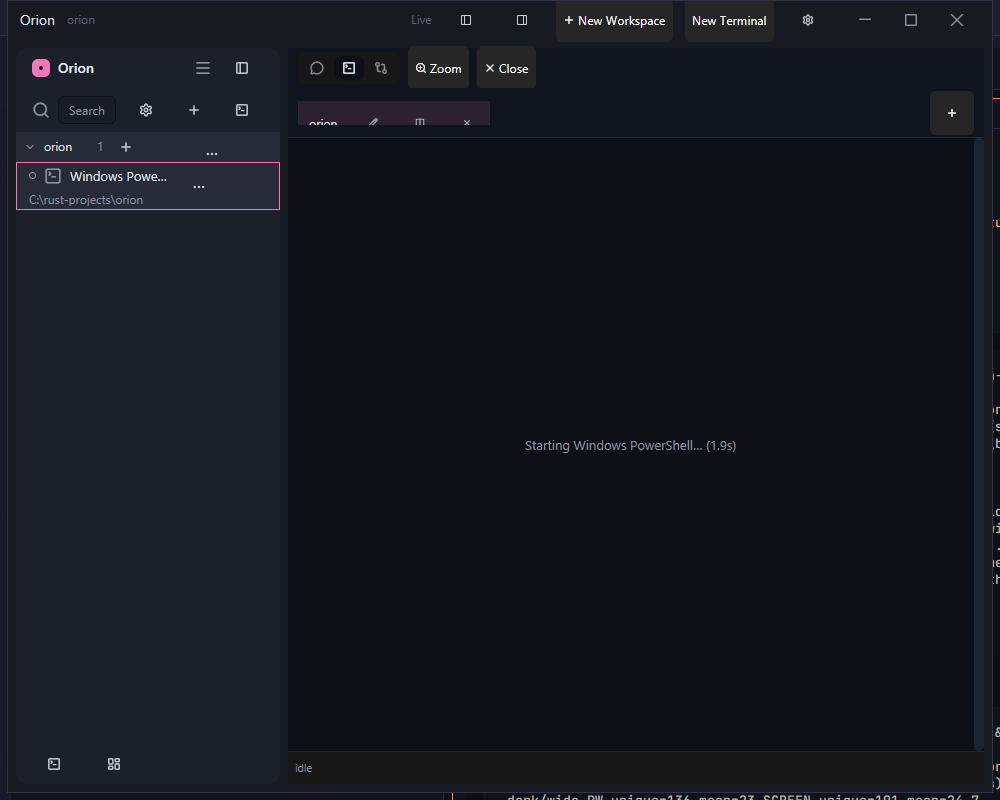 Orion orion Live + New Workspace New Terminal
Orion
Zoom × Close
Search
orion
orion 1 + ...
Windows Powe... ...
C:\rust-projects\orion
Starting Windows PowerShell... (1.9s)
idle